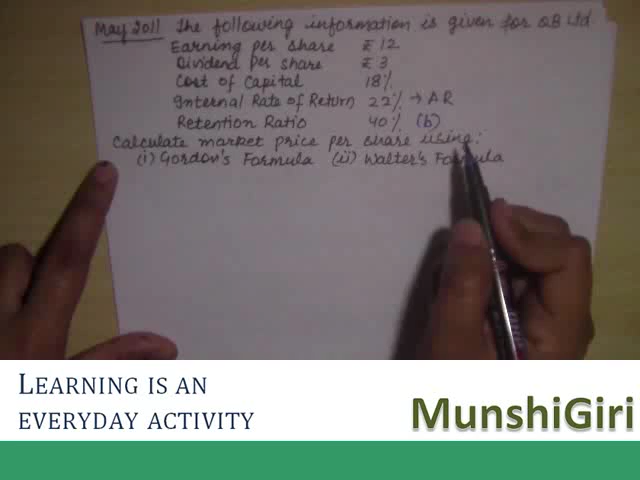 May 2011 The following information is given for QB Ltd.
Earning per share ₹ 12
Dividend per share ₹ 3
Cost of Capital 18%
Internal Rate of Return 22% → AR
Retention Ratio 40% (b)
Calculate market price per share using:
(i) Gordon's Formula (ii) Walter's Formula
LEARNING IS AN
EVERYDAY ACTIVITY
MunshiGiri